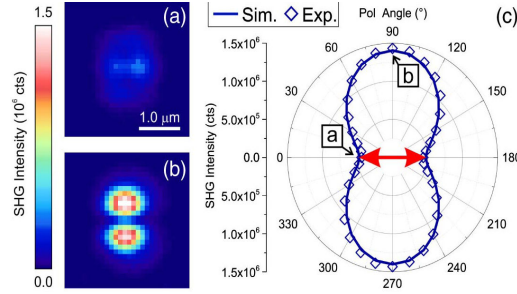 1.5
SHG Intensity (10⁶ cts)
0.0
(a)
1.0 μm
(b)
Sim. Exp.
Pol Angle (°)
(c)
SHG Intensity (cts)
1.5x10⁶
1.0x10⁶
5.0x10⁵
0.0
5.0x10⁵
1.0x10⁶
1.5x10⁶
90
60
120
30
150
0
180
330
210
300
240
270
a
b